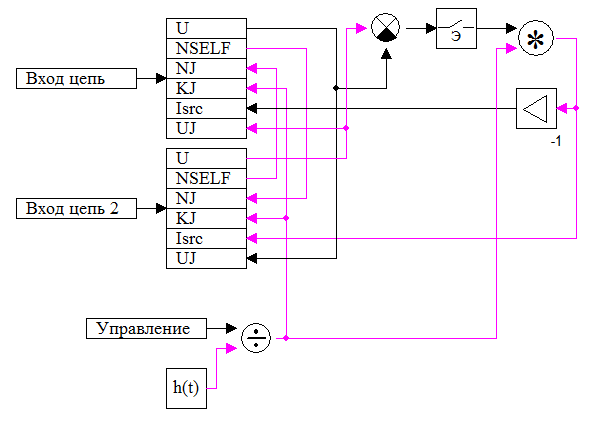 U
NSELF
NJ
KJ
Isrc
UJ
Вход цепь
Э
-1
U
NSELF
NJ
KJ
Isrc
UJ
Вход цепь 2
Управление
h(t)